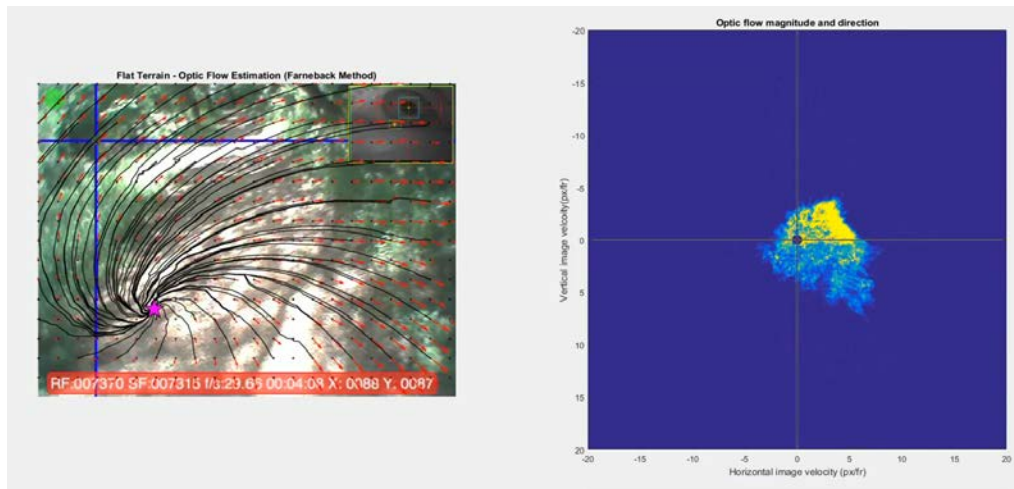 Flat Terrain - Optic Flow Estimation (Farneback Method)
RF:007370 SF:007315 f/s:29.66 00:04:08 X: 0088 Y: 0087
Optic flow magnitude and direction
-20
-15
-10
-5
0
5
10
15
20
Vertical image velcoity(px/fr)
-20 -15 -10 -5 0 5 10 15 20
Horizontal image velocity (px/fr)